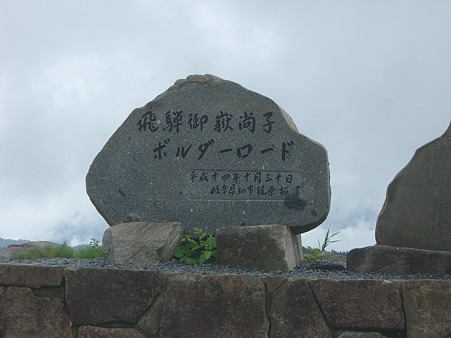 飛騨御嶽尚子
ボルダーロード
平成十四年十月三十日
岐阜県知事梶原拓書